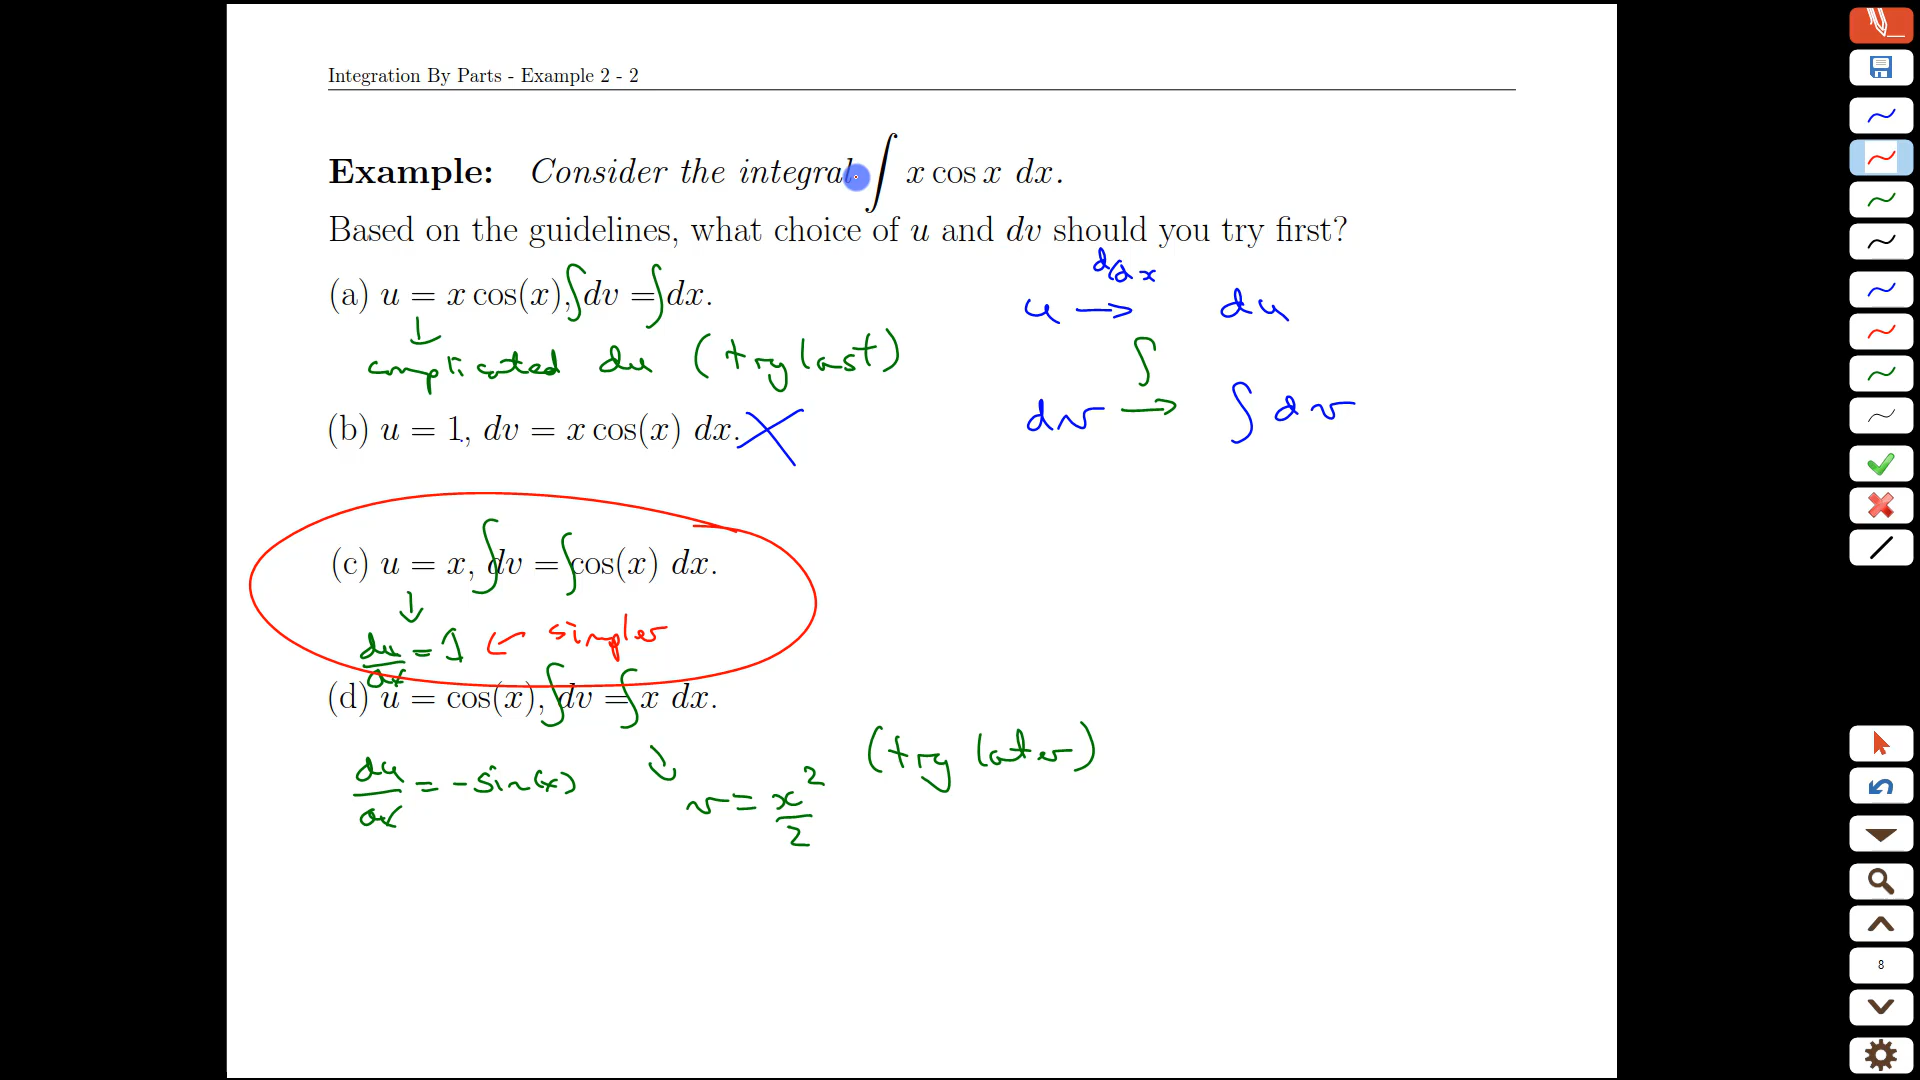 Integration By Parts - Example 2 - 2
Example: Consider the integral ∫ x cos x dx.
Based on the guidelines, what choice of u and dv should you try first?
d/dx
(a) u = x cos(x), ∫dv = ∫dx.
u → du
↓
complicated du (try last)
∫
(b) u = 1, dv = x cos(x) dx.
dv → ∫ dv
(c) u = x, ∫dv = ∫cos(x) dx.
↓
du/dx = 1 ← simpler
(d) u = cos(x), ∫dv = ∫x dx.
(try later)
du/dx = -sin(x)
v = x²/2
8